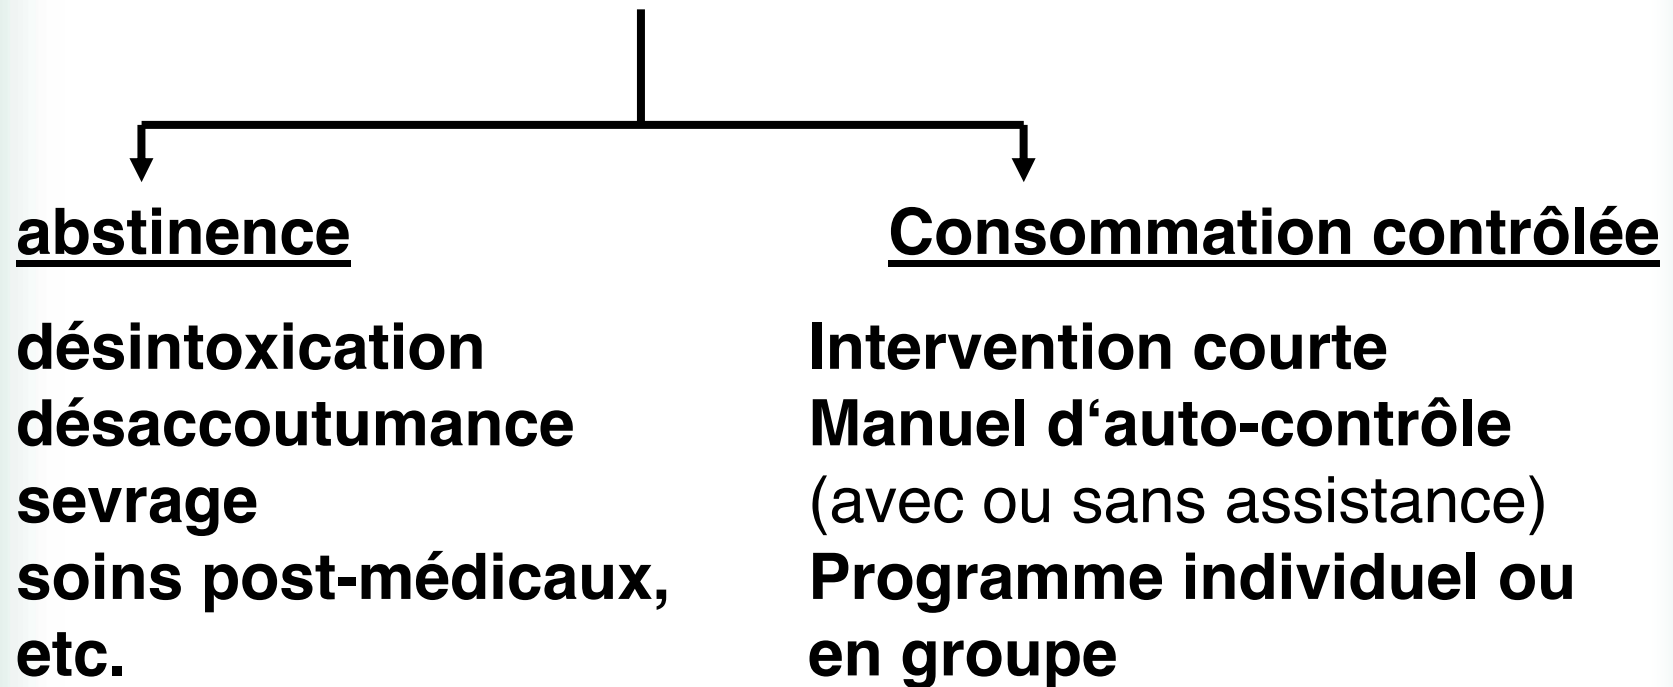 abstinence
désintoxication
désaccoutumance
sevrage
soins post-médicaux,
etc.
Consommation contrôlée
Intervention courte
Manuel d‘auto-contrôle
(avec ou sans assistance)
Programme individuel ou
en groupe